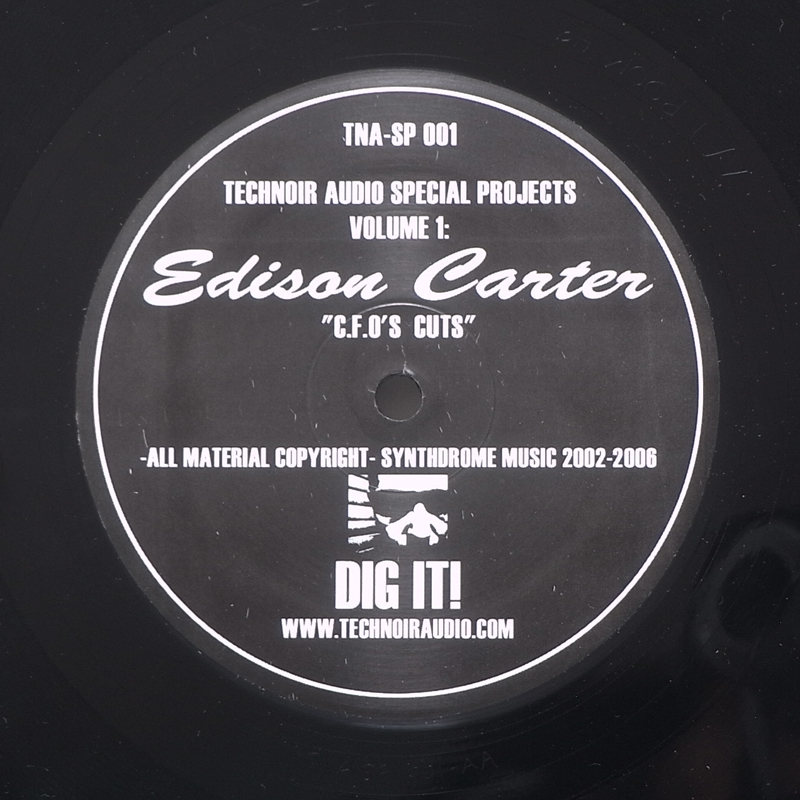 TNA-SP 001
TECHNOIR AUDIO SPECIAL PROJECTS
VOLUME 1:
Edison Carter
"C.F.O'S CUTS"
-ALL MATERIAL COPYRIGHT- SYNTHDROME MUSIC 2002-2006
DIG IT!
WWW.TECHNOIRAUDIO.COM